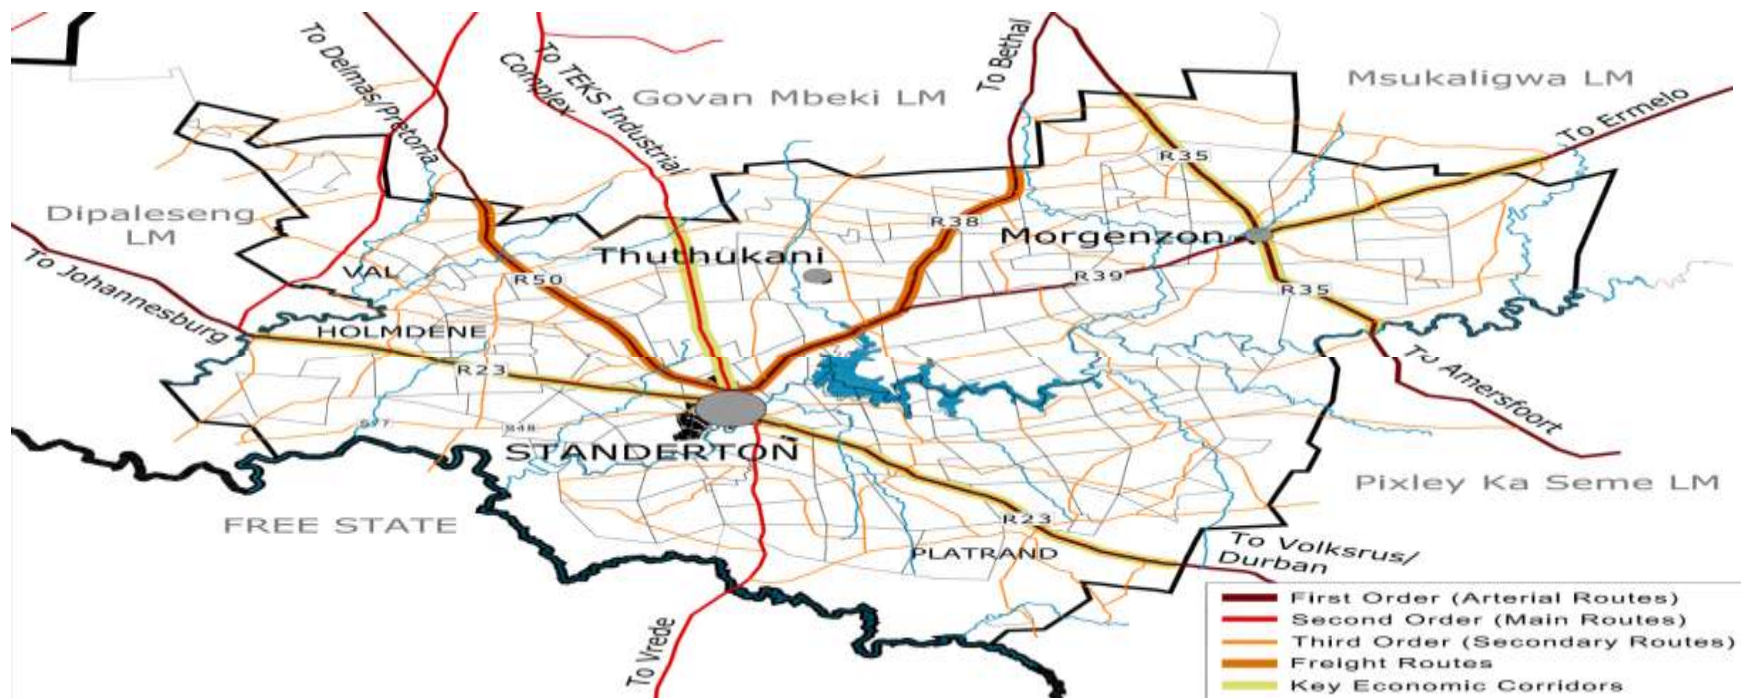 To Delmas/Pretoria
To TEKS Industrial
Complex
To Bethal
Govan Mbeki LM
Msukaligwa LM
To Ermelo
R35
Dipaleseng
LM
R38
Morgenzon
To Johannesburg
VAL
Thuthukani
R50
R39
R35
HOLMDENE
R23
To Amersfoort
S48
STANDERTON
Pixley Ka Seme LM
FREE STATE
R23
PLATRAND
To Volksrus/
Durban
To Vrede
First Order (Arterial Routes)
Second Order (Main Routes)
Third Order (Secondary Routes)
Freight Routes
Key Economic Corridors